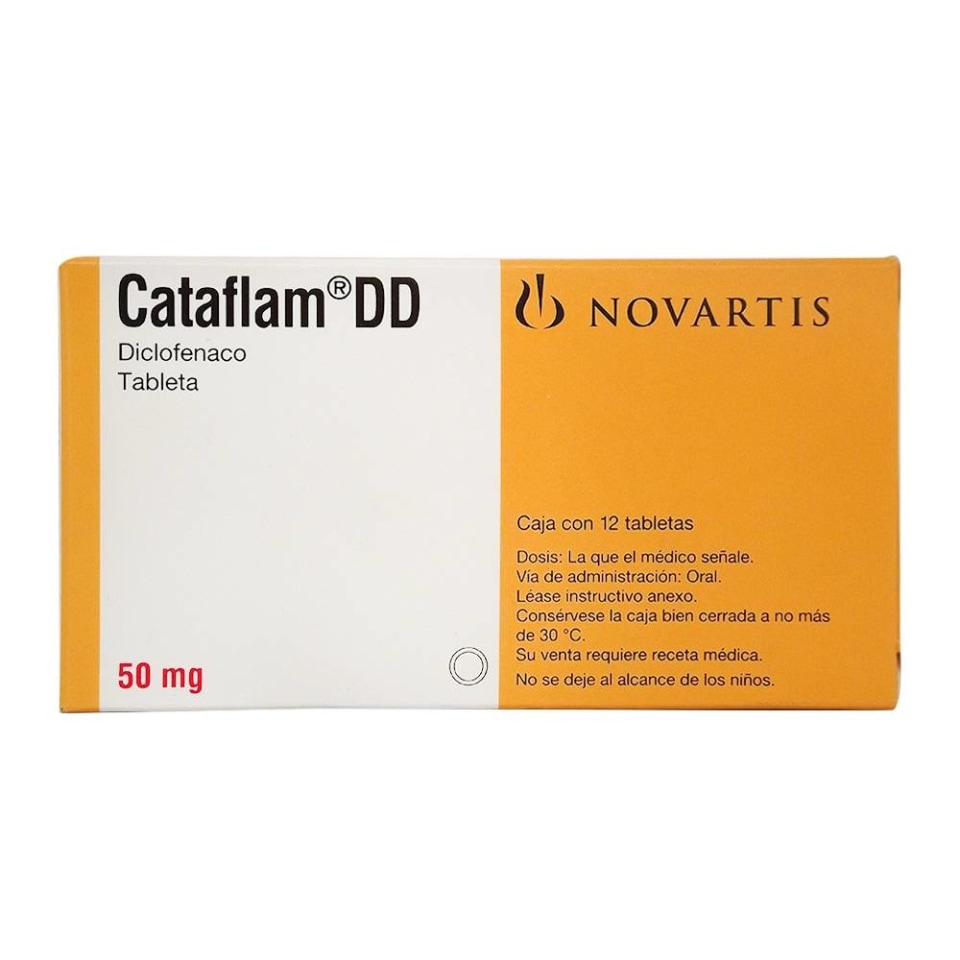 Cataflam®DD
Diclofenaco
Tableta
50 mg
NOVARTIS
Caja con 12 tabletas
Dosis: La que el médico señale.
Vía de administración: Oral.
Léase instructivo anexo.
Consérvese la caja bien cerrada a no más
de 30 °C.
Su venta requiere receta médica.
No se deje al alcance de los niños.